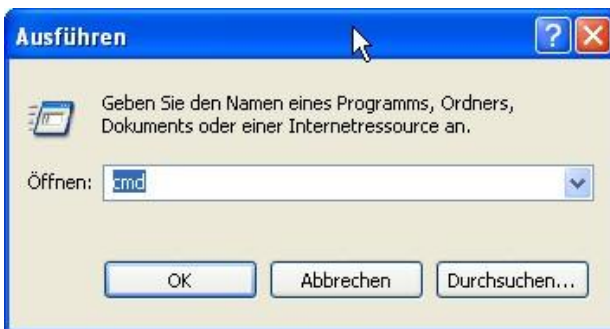 Ausführen
?
Geben Sie den Namen eines Programms, Ordners,
Dokuments oder einer Internetressource an.
Öffnen: cmd
OK Abbrechen Durchsuchen...